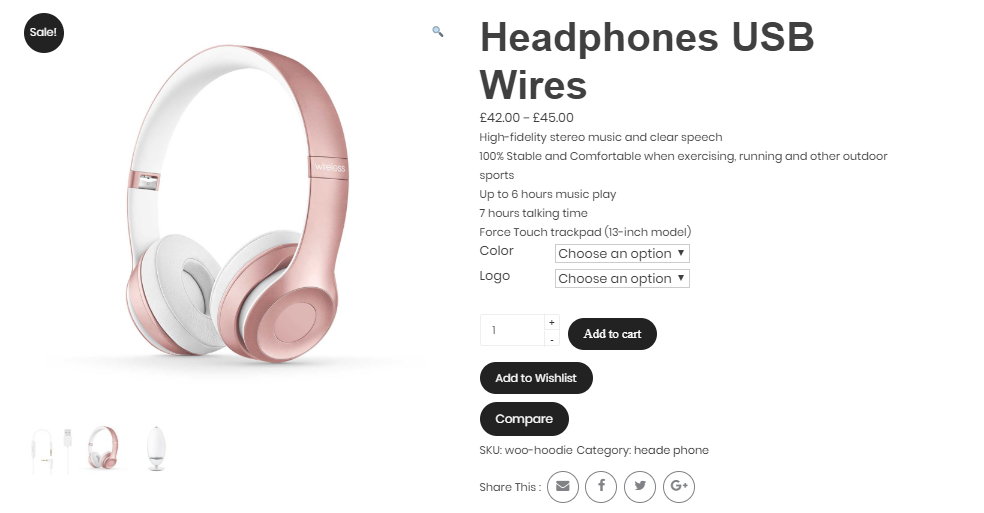 Sale!
wireless
Headphones USB
Wires
£42.00 – £45.00
High-fidelity stereo music and clear speech
100% Stable and Comfortable when exercising, running and other outdoor
sports
Up to 6 hours music play
7 hours talking time
Force Touch trackpad (13-inch model)
Color Choose an option
Logo Choose an option
1 + -
Add to cart
Add to Wishlist
Compare
SKU: woo-hoodie Category: heade phone
Share This :
G+